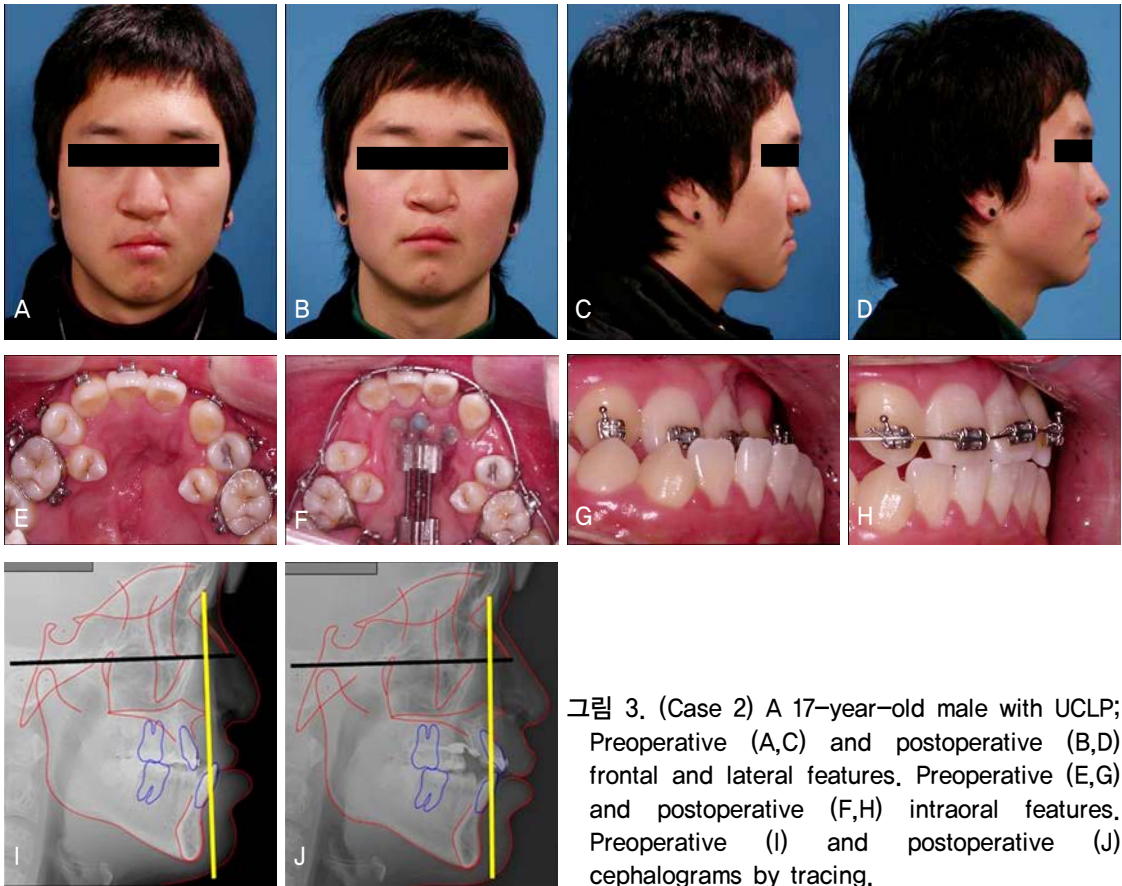 A
B
C
D
E
F
G
H
I
J
그림 3. (Case 2) A 17-year-old male with UCLP;
Preoperative (A,C) and postoperative (B,D)
frontal and lateral features. Preoperative (E,G)
and postoperative (F,H) intraoral features.
Preoperative (I) and postoperative (J)
cephalograms by tracing.